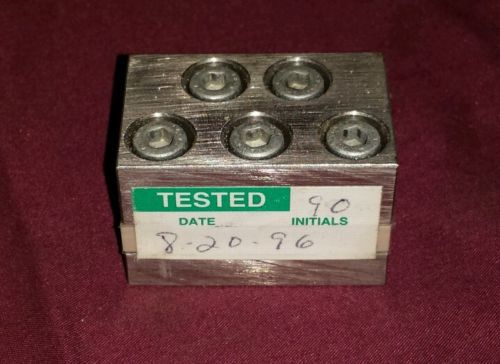 TESTED 90
DATE INITIALS
8-20-96